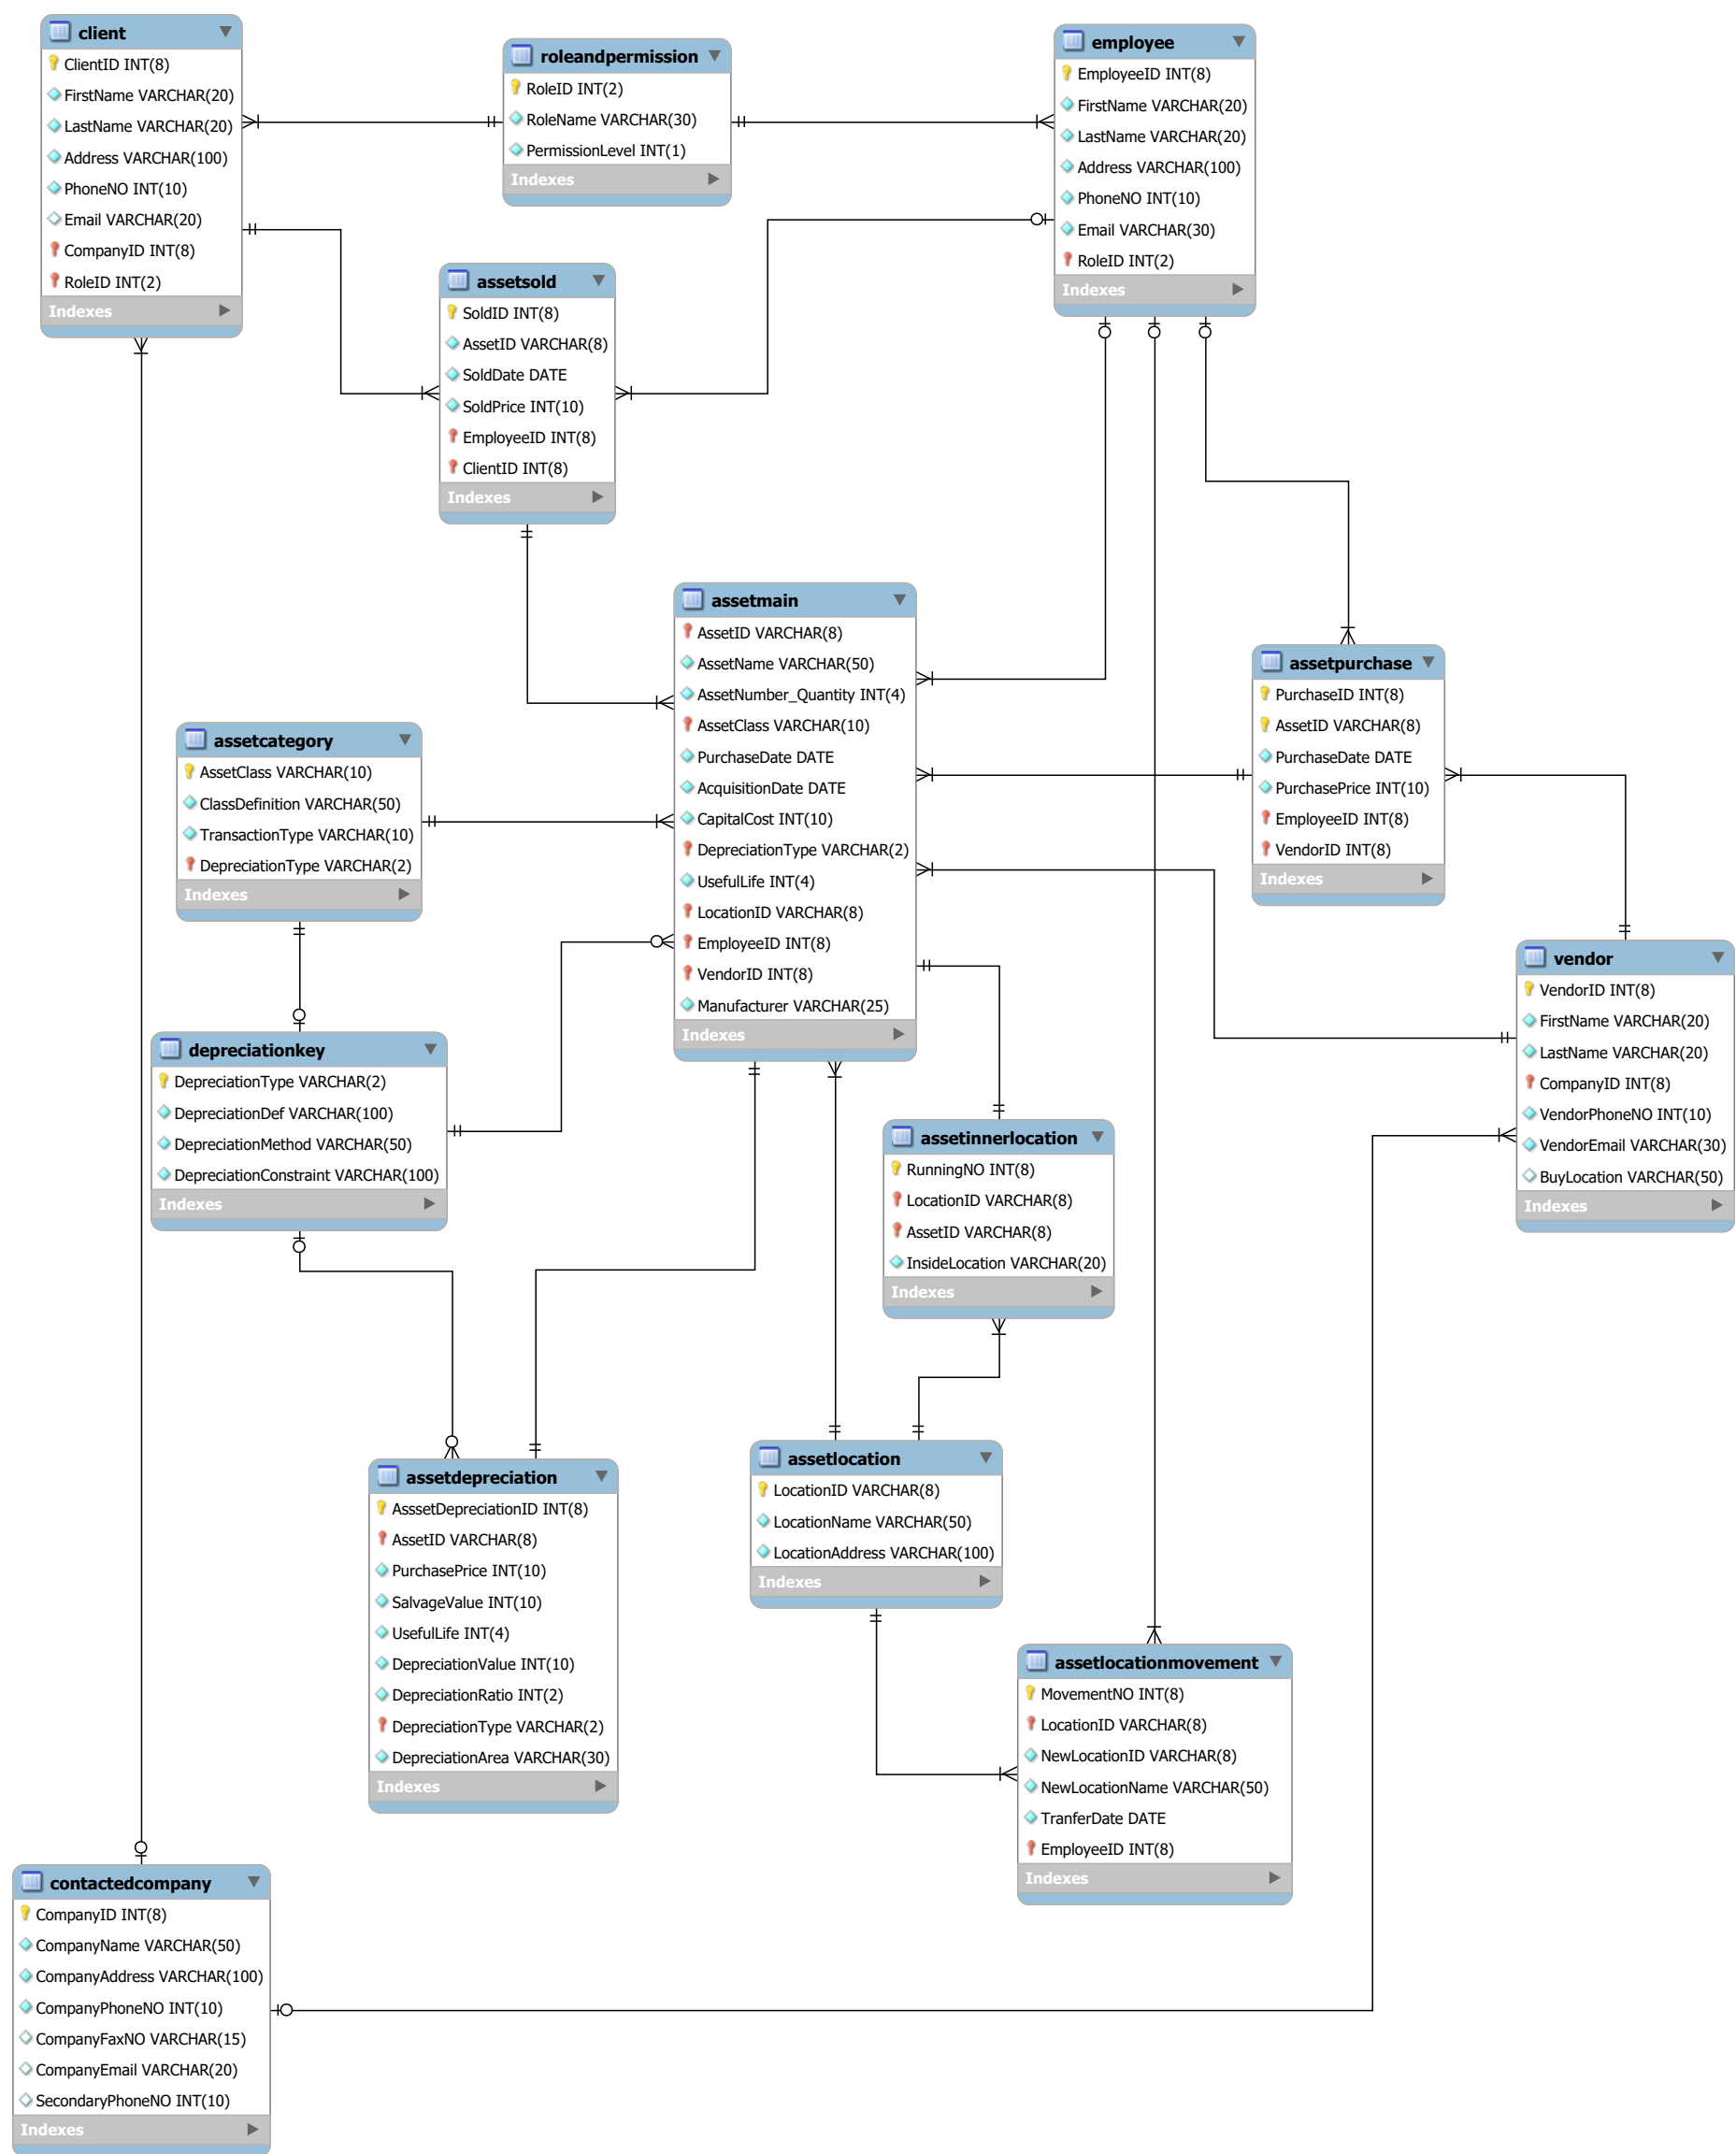 client
ClientID INT(8)
FirstName VARCHAR(20)
LastName VARCHAR(20)
Address VARCHAR(100)
PhoneNO INT(10)
Email VARCHAR(20)
CompanyID INT(8)
RoleID INT(2)
Indexes
roleandpermission
RoleID INT(2)
RoleName VARCHAR(30)
PermissionLevel INT(1)
Indexes
employee
EmployeeID INT(8)
FirstName VARCHAR(20)
LastName VARCHAR(20)
Address VARCHAR(100)
PhoneNO INT(10)
Email VARCHAR(30)
RoleID INT(2)
Indexes
assetsold
SoldID INT(8)
AssetID VARCHAR(8)
SoldDate DATE
SoldPrice INT(10)
EmployeeID INT(8)
ClientID INT(8)
Indexes
assetmain
AssetID VARCHAR(8)
AssetName VARCHAR(50)
AssetNumber_Quantity INT(4)
AssetClass VARCHAR(10)
PurchaseDate DATE
AcquisitionDate DATE
CapitalCost INT(10)
DepreciationType VARCHAR(2)
UsefulLife INT(4)
LocationID VARCHAR(8)
EmployeeID INT(8)
VendorID INT(8)
Manufacturer VARCHAR(25)
Indexes
assetpurchase
PurchaseID INT(8)
AssetID VARCHAR(8)
PurchaseDate DATE
PurchasePrice INT(10)
EmployeeID INT(8)
VendorID INT(8)
Indexes
assetcategory
AssetClass VARCHAR(10)
ClassDefinition VARCHAR(50)
TransactionType VARCHAR(10)
DepreciationType VARCHAR(2)
Indexes
vendor
VendorID INT(8)
FirstName VARCHAR(20)
LastName VARCHAR(20)
CompanyID INT(8)
VendorPhoneNO INT(10)
VendorEmail VARCHAR(30)
BuyLocation VARCHAR(50)
Indexes
depreciationkey
DepreciationType VARCHAR(2)
DepreciationDef VARCHAR(100)
DepreciationMethod VARCHAR(50)
DepreciationConstraint VARCHAR(100)
Indexes
assetinnerlocation
RunningNO INT(8)
LocationID VARCHAR(8)
AssetID VARCHAR(8)
InsideLocation VARCHAR(20)
Indexes
assetdepreciation
AsssetDepreciationID INT(8)
AssetID VARCHAR(8)
PurchasePrice INT(10)
SalvageValue INT(10)
UsefulLife INT(4)
DepreciationValue INT(10)
DepreciationRatio INT(2)
DepreciationType VARCHAR(2)
DepreciationArea VARCHAR(30)
Indexes
assetlocation
LocationID VARCHAR(8)
LocationName VARCHAR(50)
LocationAddress VARCHAR(100)
Indexes
assetlocationmovement
MovementNO INT(8)
LocationID VARCHAR(8)
NewLocationID VARCHAR(8)
NewLocationName VARCHAR(50)
TranferDate DATE
EmployeeID INT(8)
Indexes
contactedcompany
CompanyID INT(8)
CompanyName VARCHAR(50)
CompanyAddress VARCHAR(100)
CompanyPhoneNO INT(10)
CompanyFaxNO VARCHAR(15)
CompanyEmail VARCHAR(20)
SecondaryPhoneNO INT(10)
Indexes